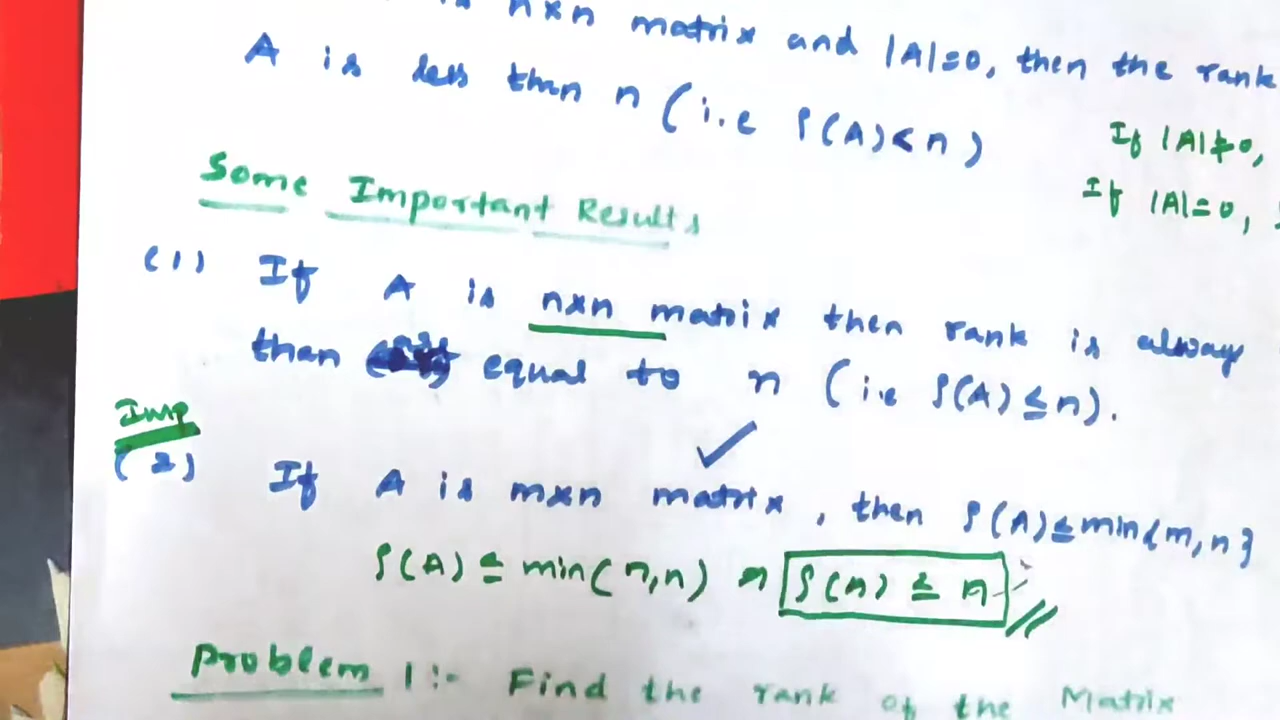 is n×n matrix and |A|=0, then the rank
A is less than n (i.e ρ(A)<n)
If |A|≠0,
If |A|=0,
Some Important Results
(1) If A is n×n matrix then rank is always
than equal to n (i.e ρ(A)≤n).
Imp
(2) If A is m×n matrix, then ρ(A)≤min{m,n}
ρ(A) ≤ min(n,n) ⇒ ρ(A) ≤ n
Problem 1:- Find the rank of the Matrix